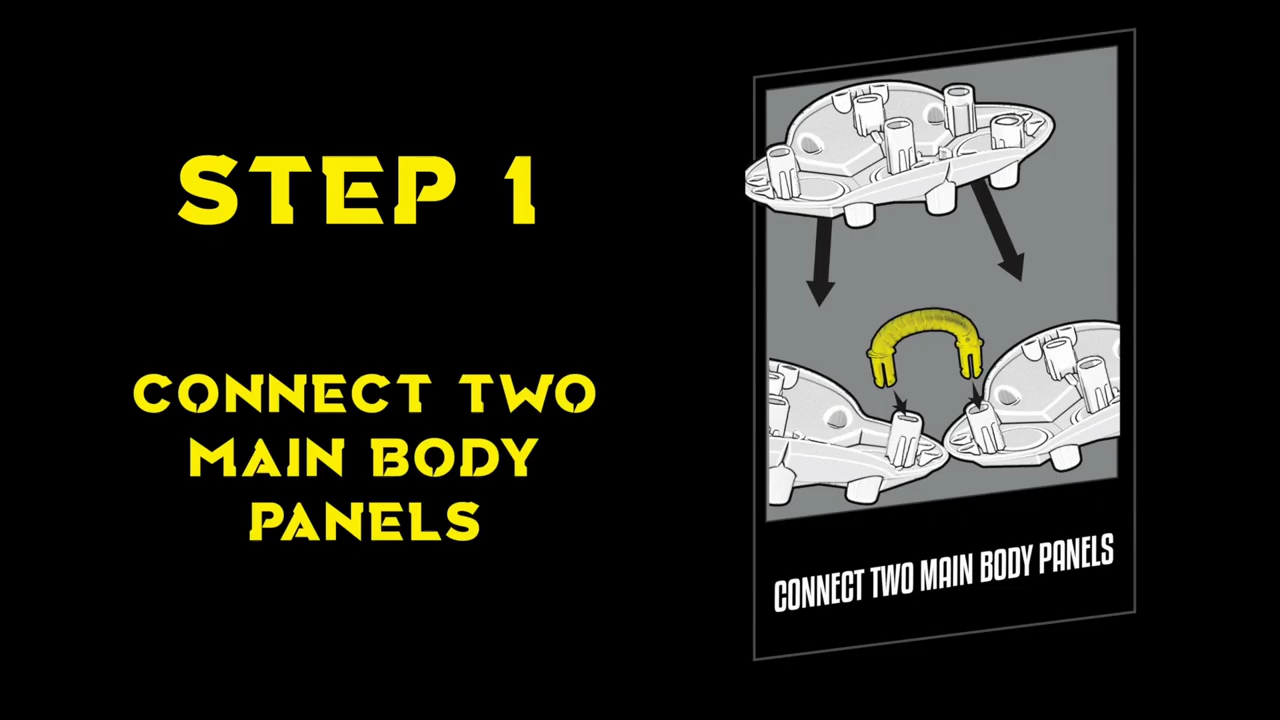 STEP 1
CONNECT TWO
MAIN BODY
PANELS
CONNECT TWO MAIN BODY PANELS